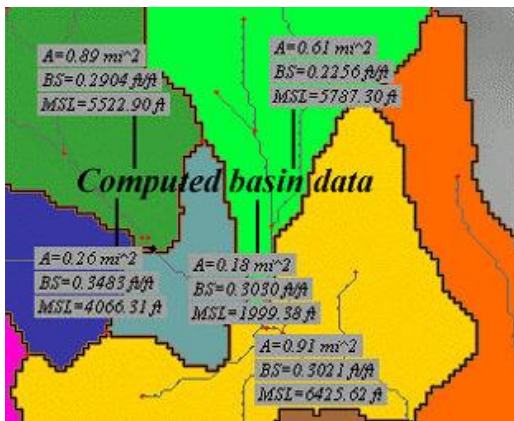 A=0.89 mi^2
BS=0.2904 ft/ft
MSL=5522.90 ft
A=0.61 mi^2
BS=0.2256 ft/ft
MSL=5787.30 ft
Computed basin data
A=0.26 mi^2
BS=0.3483 ft/ft
MSL=4066.31 ft
A=0.18 mi^2
BS=0.3030 ft/ft
MSL=1999.38 ft
A=0.91 mi^2
BS=0.3021 ft/ft
MSL=6425.62 ft